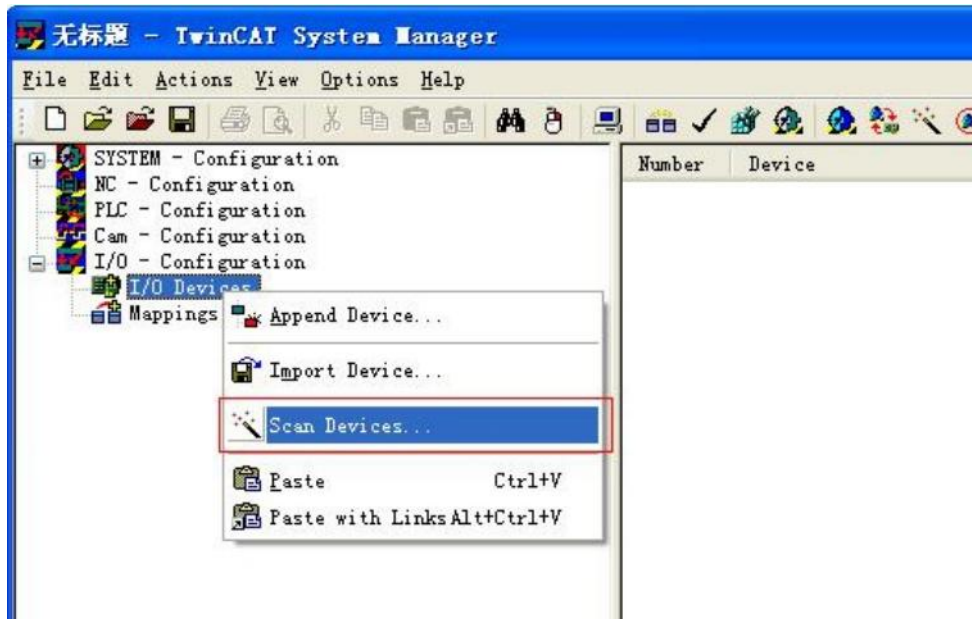 无标题 - TwinCAT System Manager
File Edit Actions View Options Help
SYSTEM - Configuration
Number Device
NC - Configuration
PLC - Configuration
Cam - Configuration
I/O - Configuration
I/O Devices
Mappings
Append Device...
Import Device...
Scan Devices...
Paste Ctrl+V
Paste with Links Alt+Ctrl+V